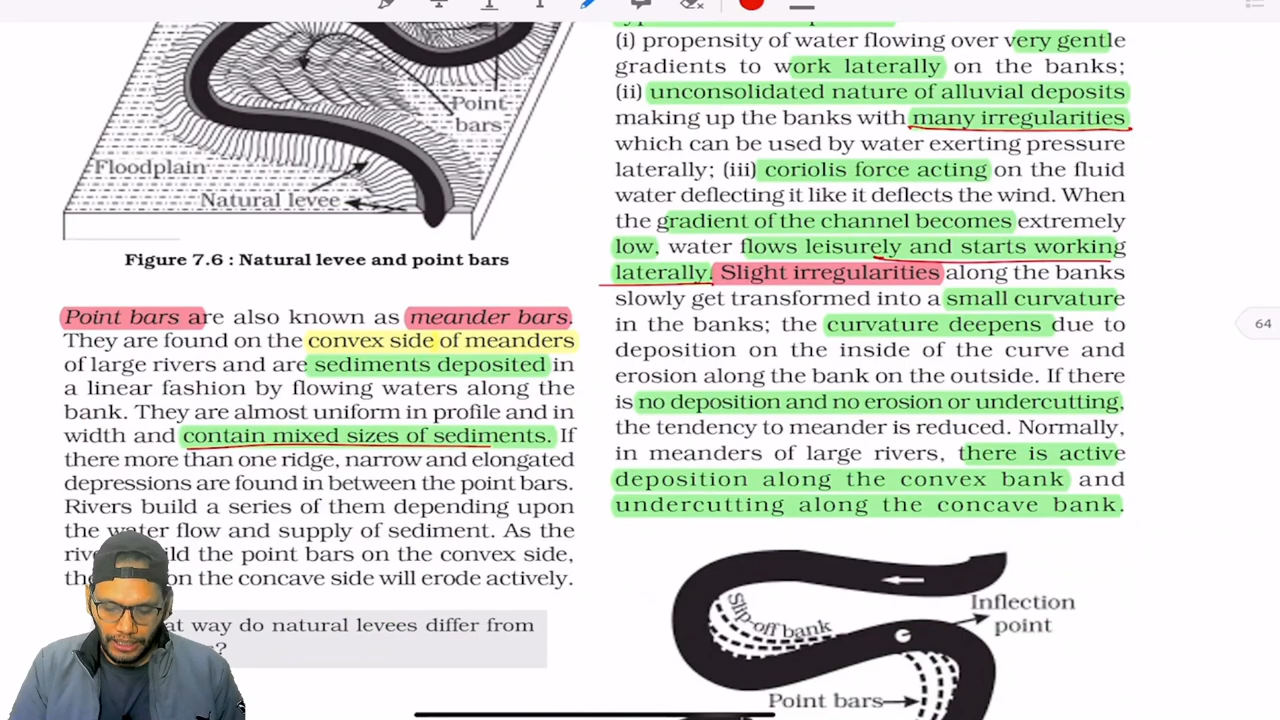 Point
bars
Floodplain
Natural levee
Figure 7.6 : Natural levee and point bars
Point bars are also known as meander bars.
They are found on the convex side of meanders
of large rivers and are sediments deposited in
a linear fashion by flowing waters along the
bank. They are almost uniform in profile and in
width and contain mixed sizes of sediments. If
there more than one ridge, narrow and elongated
depressions are found in between the point bars.
Rivers build a series of them depending upon
the water flow and supply of sediment. As the
build the point bars on the convex side,
on the concave side will erode actively.
way do natural levees differ from
(i) propensity of water flowing over very gentle
gradients to work laterally on the banks;
(ii) unconsolidated nature of alluvial deposits
making up the banks with many irregularities
which can be used by water exerting pressure
laterally; (iii) coriolis force acting on the fluid
water deflecting it like it deflects the wind. When
the gradient of the channel becomes extremely
low, water flows leisurely and starts working
laterally. Slight irregularities along the banks
slowly get transformed into a small curvature
in the banks; the curvature deepens due to
deposition on the inside of the curve and
erosion along the bank on the outside. If there
is no deposition and no erosion or undercutting,
the tendency to meander is reduced. Normally,
in meanders of large rivers, there is active
deposition along the convex bank and
undercutting along the concave bank.
Slip-off bank
Inflection
point
Point bars
64